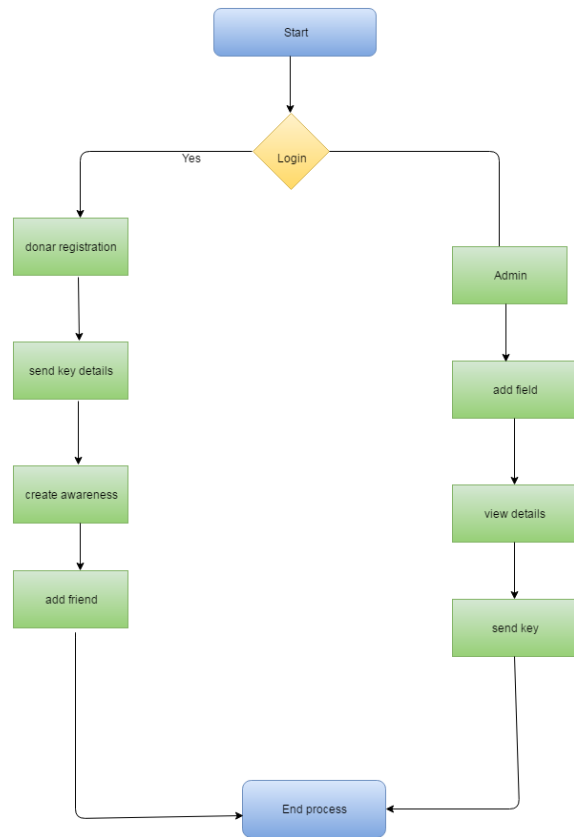 Start
Login
Yes
donar registration
Admin
send key details
add field
create awareness
view details
add friend
send key
End process